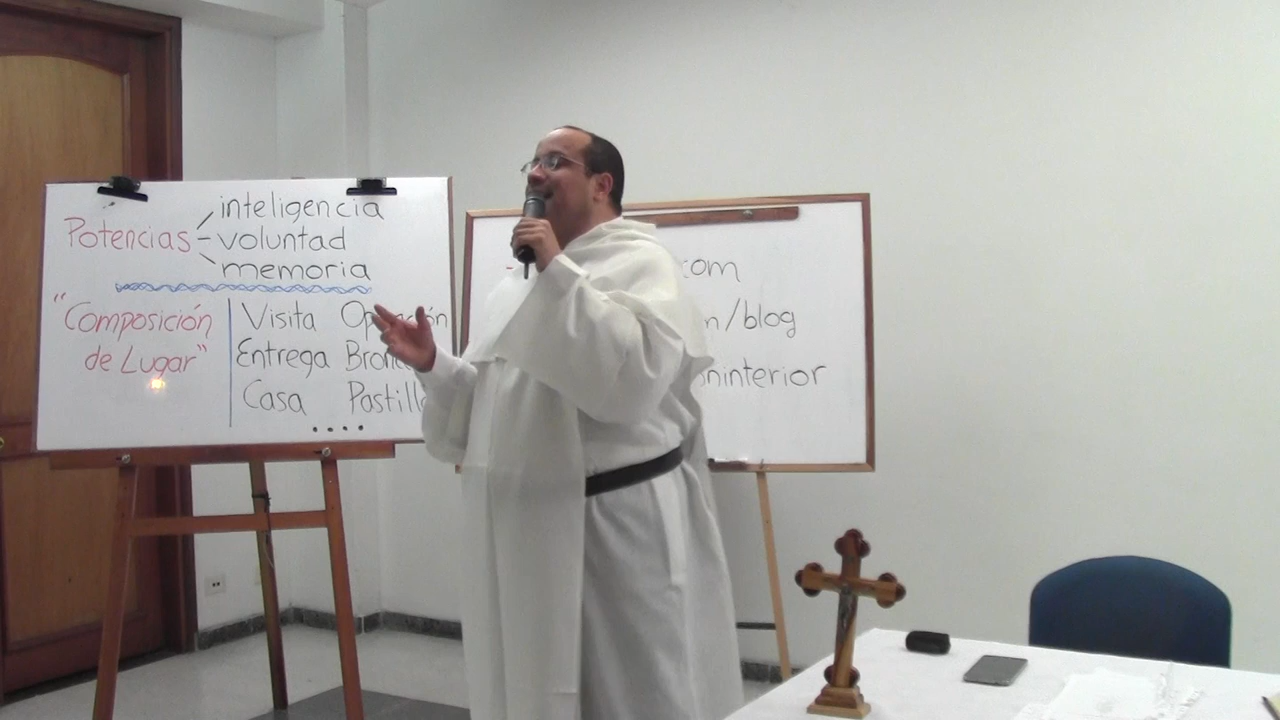 Potencias
inteligencia
voluntad
memoria
"Composición
de Lugar"
Visita
Entrega
Casa
....
com
/blog
interior